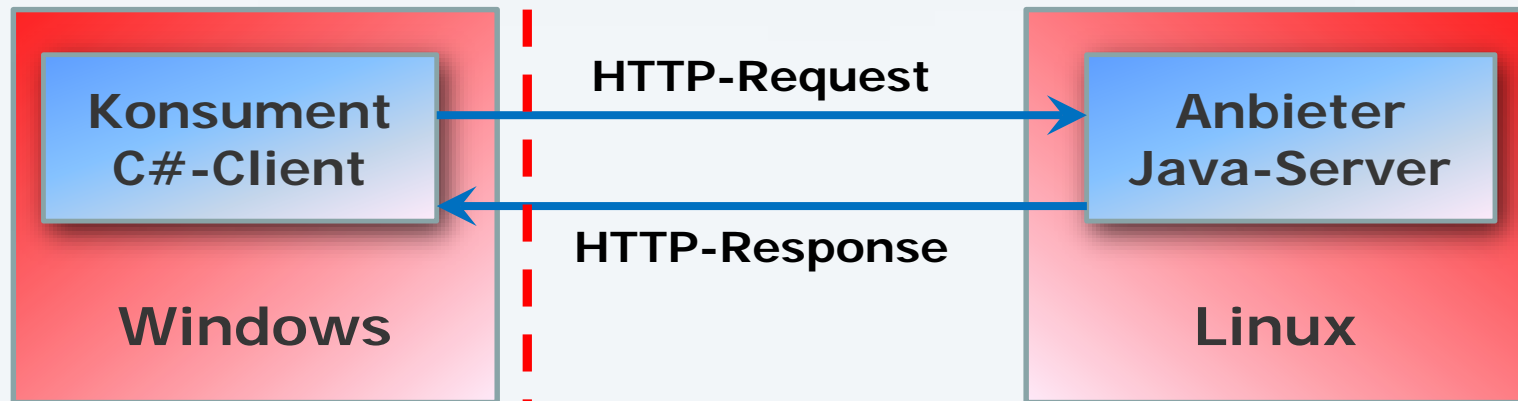 Konsument
C#-Client
Windows
HTTP-Request
HTTP-Response
Anbieter
Java-Server
Linux